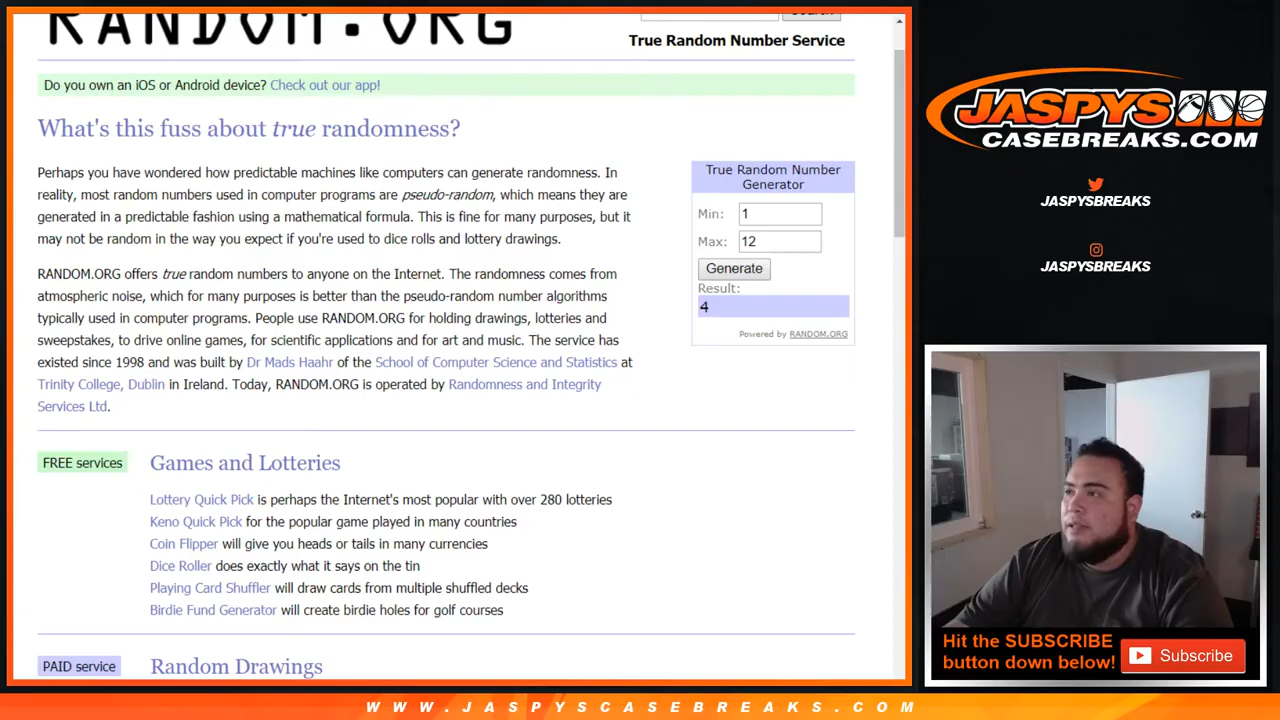 RANDOM.ORG
Search
True Random Number Service
Do you own an iOS or Android device? Check out our app!
What's this fuss about true randomness?
Perhaps you have wondered how predictable machines like computers can generate randomness. In
reality, most random numbers used in computer programs are pseudo-random, which means they are
generated in a predictable fashion using a mathematical formula. This is fine for many purposes, but it
may not be random in the way you expect if you're used to dice rolls and lottery drawings.
RANDOM.ORG offers true random numbers to anyone on the Internet. The randomness comes from
atmospheric noise, which for many purposes is better than the pseudo-random number algorithms
typically used in computer programs. People use RANDOM.ORG for holding drawings, lotteries and
sweepstakes, to drive online games, for scientific applications and for art and music. The service has
existed since 1998 and was built by Dr Mads Haahr of the School of Computer Science and Statistics at
Trinity College, Dublin in Ireland. Today, RANDOM.ORG is operated by Randomness and Integrity
Services Ltd.
True Random Number
Generator
Min: 1
Max: 12
Generate
Result:
4
Powered by RANDOM.ORG
FREE services
Games and Lotteries
Lottery Quick Pick is perhaps the Internet's most popular with over 280 lotteries
Keno Quick Pick for the popular game played in many countries
Coin Flipper will give you heads or tails in many currencies
Dice Roller does exactly what it says on the tin
Playing Card Shuffler will draw cards from multiple shuffled decks
Birdie Fund Generator will create birdie holes for golf courses
PAID service
Random Drawings
JASPYS
CASEBREAKS.COM
JASPYSBREAKS
JASPYSBREAKS
Hit the SUBSCRIBE
button down below!
Subscribe
WWW.JASPYSCASEBREAKS.COM